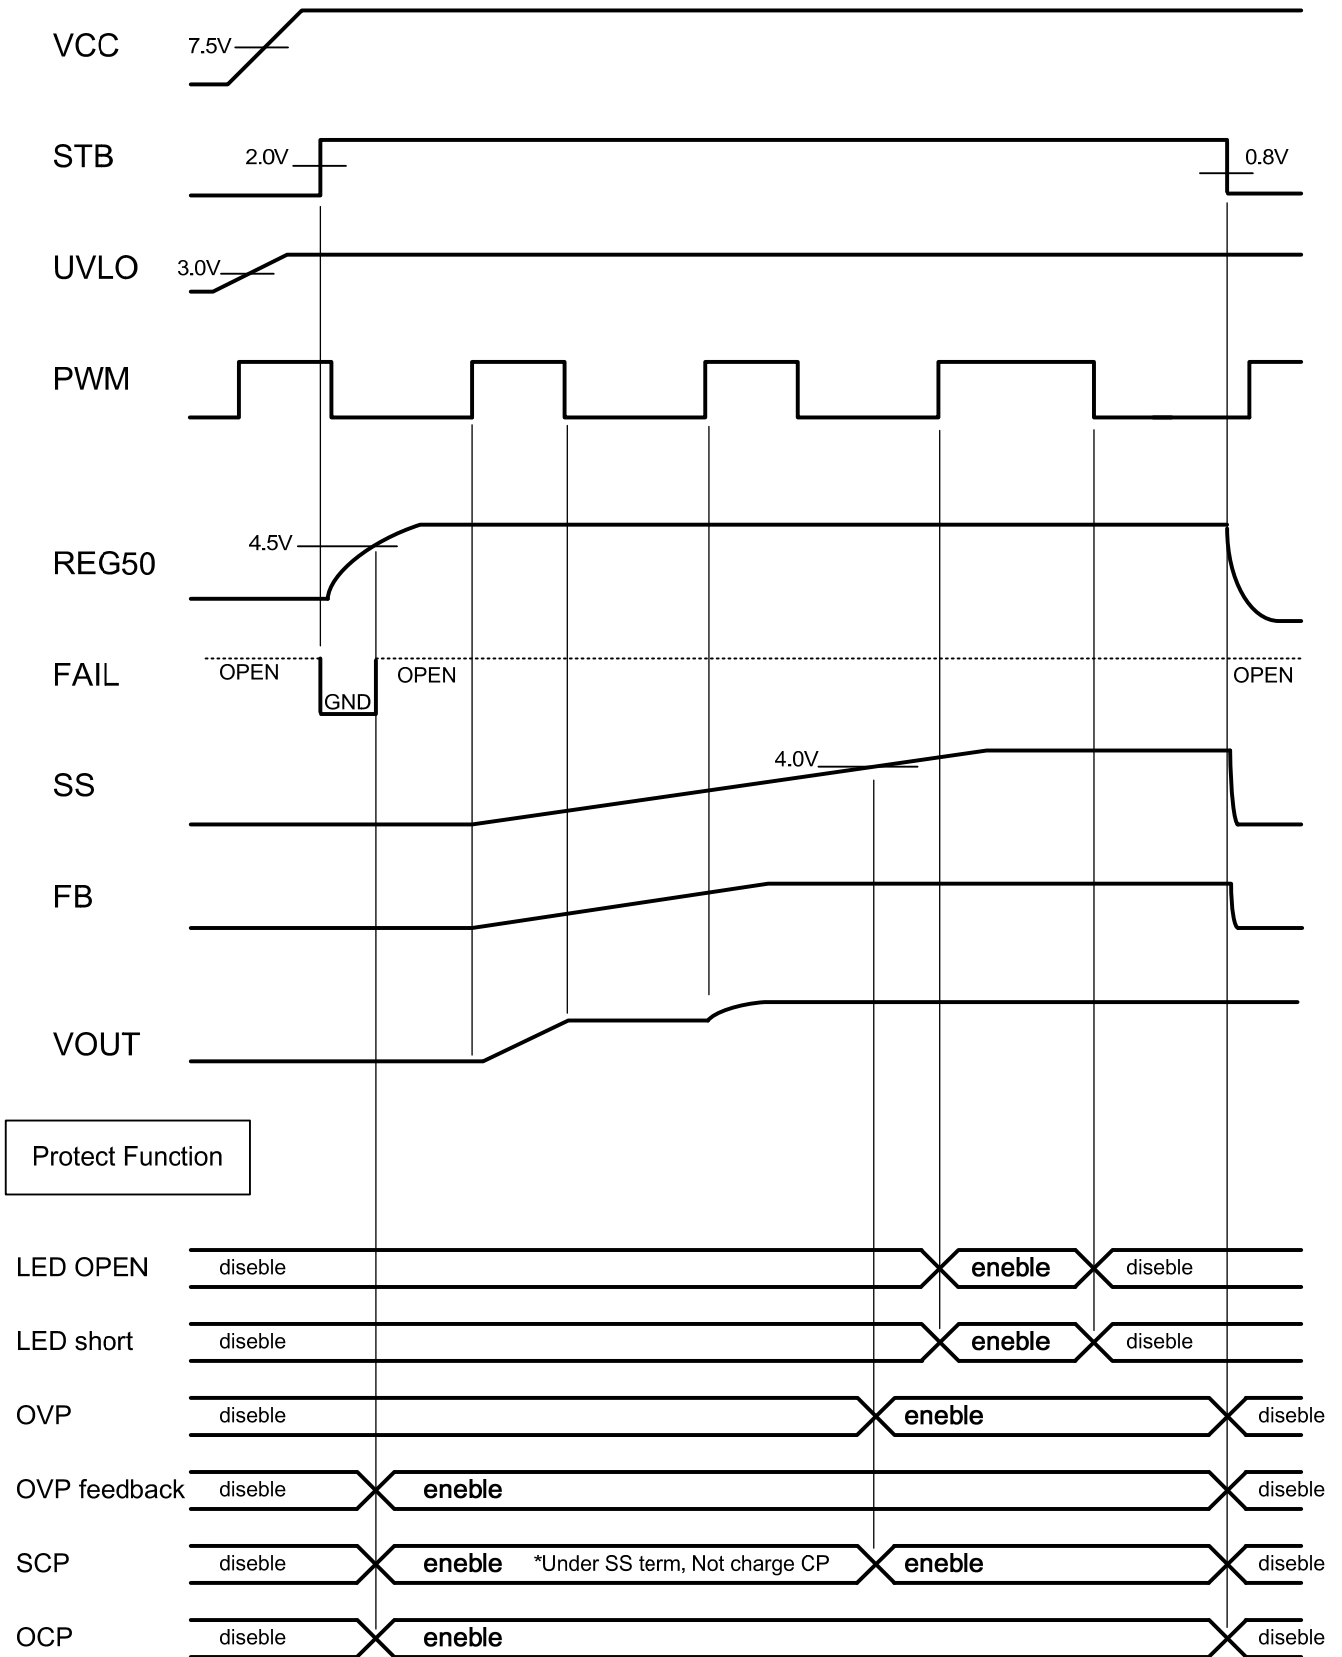 VCC
7.5V
STB
2.0V
0.8V
UVLO
3.0V
PWM
REG50
4.5V
FAIL
OPEN
GND
OPEN
OPEN
SS
4.0V
FB
VOUT
Protect Function
LED OPEN
diseble
eneble
diseble
LED short
diseble
eneble
diseble
OVP
diseble
eneble
diseble
OVP feedback
diseble
eneble
diseble
SCP
diseble
eneble
*Under SS term, Not charge CP
eneble
diseble
OCP
diseble
eneble
diseble